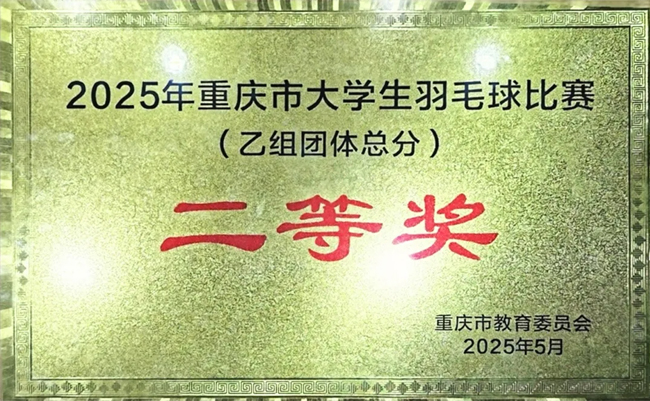 2025年重庆市大学生羽毛球比赛
（乙组团体总分）
二等奖
重庆市教育委员会
2025年5月